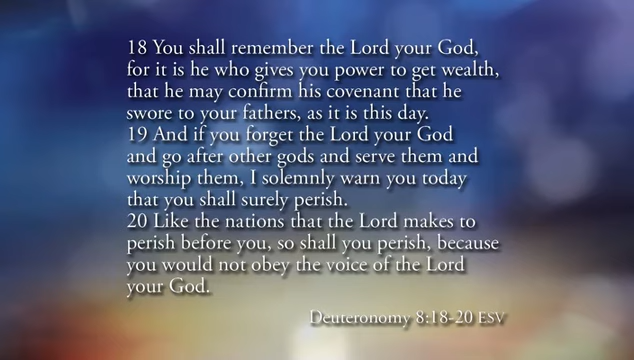 18 You shall remember the Lord your God,
for it is he who gives you power to get wealth,
that he may confirm his covenant that he
swore to your fathers, as it is this day.
19 And if you forget the Lord your God
and go after other gods and serve them and
worship them, I solemnly warn you today
that you shall surely perish.
20 Like the nations that the Lord makes to
perish before you, so shall you perish, because
you would not obey the voice of the Lord
your God.
Deuteronomy 8:18-20 ESV